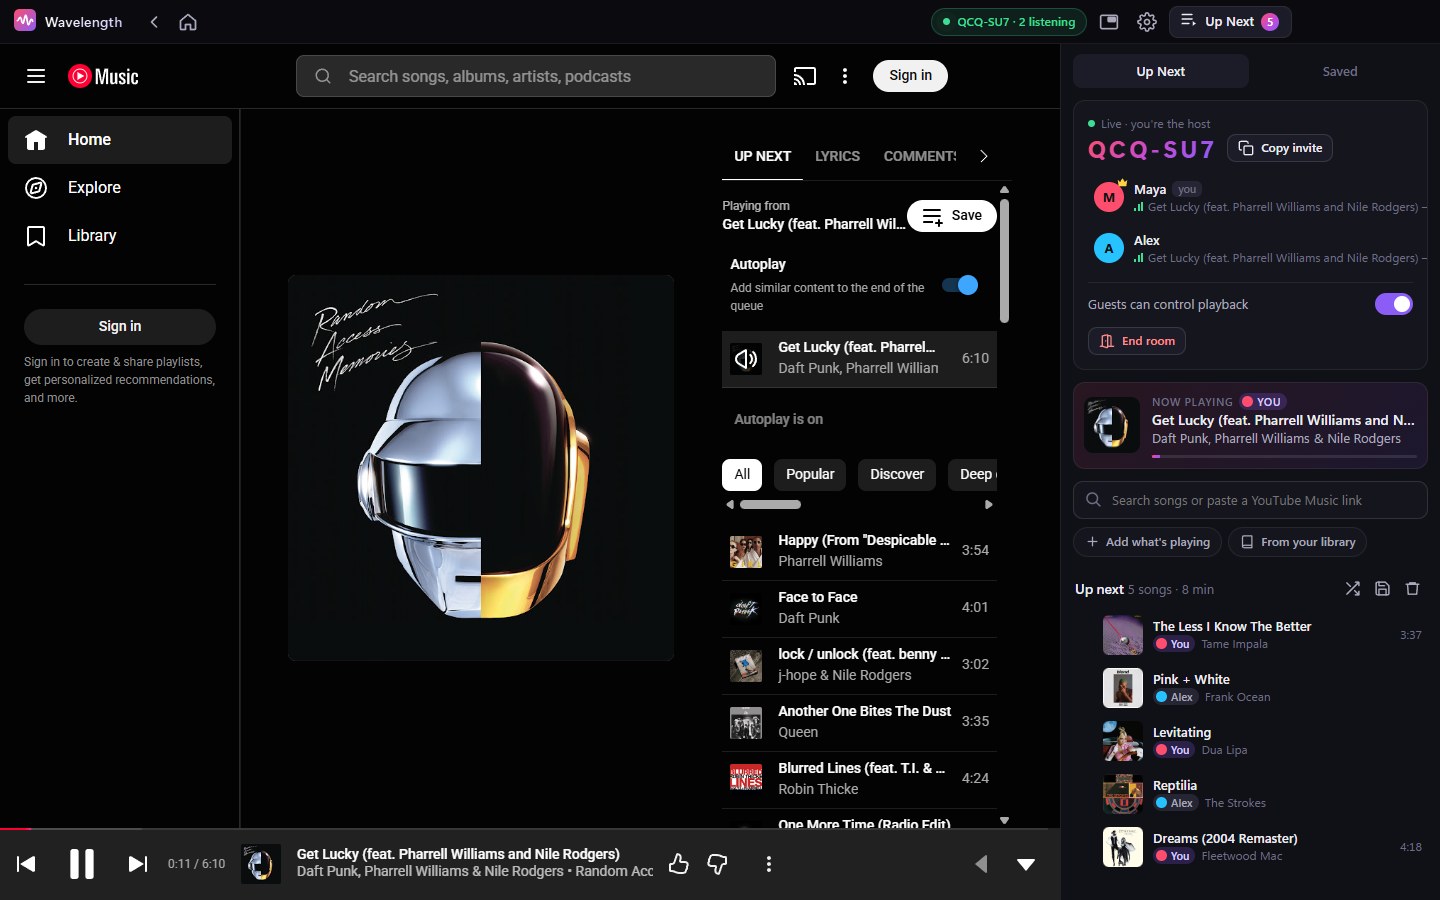 Wavelength
QCQ-SU7 · 2 listening
Up Next 5
Music
Search songs, albums, artists, podcasts
Sign in
Home
Explore
Library
Sign in
Sign in to create & share playlists,
get personalized recommendations,
and more.
Random
Access
Memories
UP NEXT
LYRICS
COMMENTS
Playing from
Get Lucky (feat. Pharrell Wil...
Save
Autoplay
Add similar content to the end of the
queue
Get Lucky (feat. Pharrel...
Daft Punk, Pharrell Willian
6:10
Autoplay is on
All
Popular
Discover
Deep
Happy (From "Despicable ...
Pharrell Williams
3:54
Face to Face
Daft Punk
4:01
lock / unlock (feat. benny ...
j-hope & Nile Rodgers
3:02
Another One Bites The Dust
Queen
3:35
Blurred Lines (feat. T.I. & ...
Robin Thicke
4:24
One More Time (Radio Edit)
0:11 / 6:10
Get Lucky (feat. Pharrell Williams and Nile Rodgers)
Daft Punk, Pharrell Williams & Nile Rodgers • Random Acc
Up Next
Saved
Live · you're the host
QCQ-SU7
Copy invite
M
Maya you
Get Lucky (feat. Pharrell Williams and Nile Rodgers) –
A
Alex
Get Lucky (feat. Pharrell Williams and Nile Rodgers) –
Guests can control playback
End room
NOW PLAYING YOU
Get Lucky (feat. Pharrell Williams and N...
Daft Punk, Pharrell Williams & Nile Rodgers
Search songs or paste a YouTube Music link
Add what's playing
From your library
Up next 5 songs · 8 min
The Less I Know The Better
You Tame Impala
3:37
Pink + White
Alex Frank Ocean
Levitating
You Dua Lipa
Reptilia
Alex The Strokes
Dreams (2004 Remaster)
You Fleetwood Mac
4:18